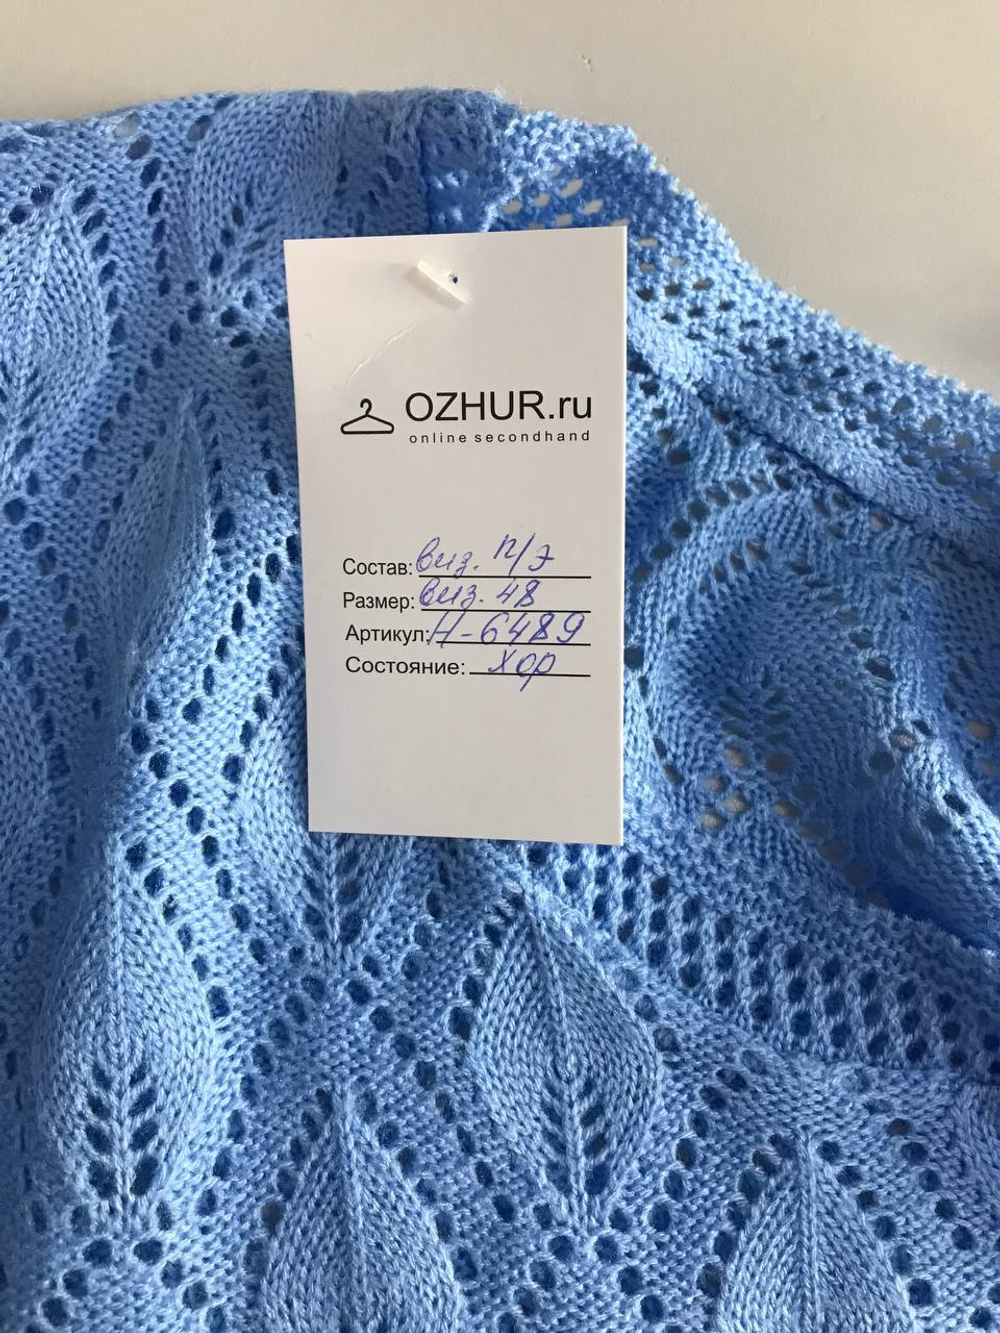 OZHUR.ru
online secondhand
Состав: виз. п/э
Размер: виз. 48
Артикул: Н-6489
Состояние: хор